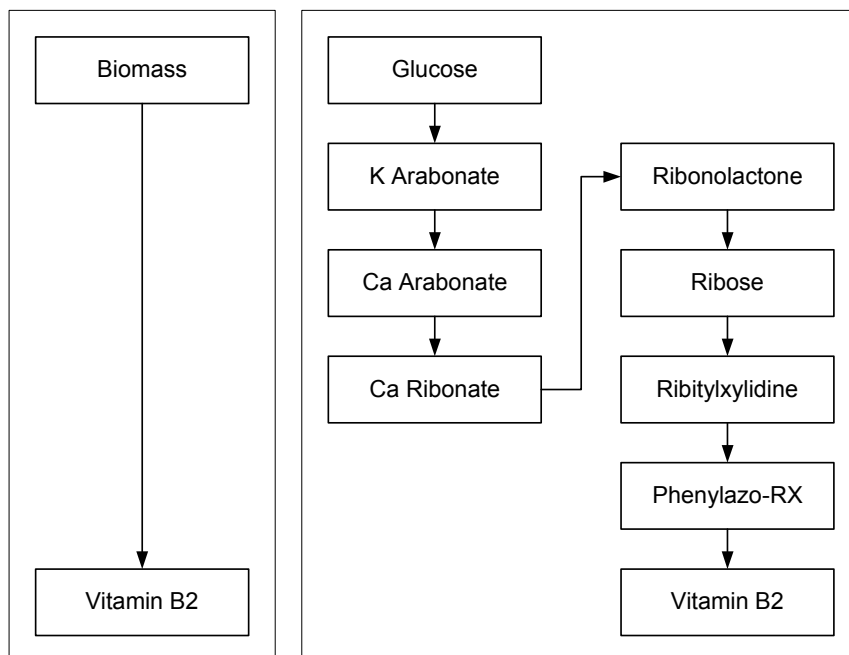 Biomass
Vitamin B2
Glucose
K Arabonate
Ca Arabonate
Ca Ribonate
Ribonolactone
Ribose
Ribitylxylidine
Phenylazo-RX
Vitamin B2